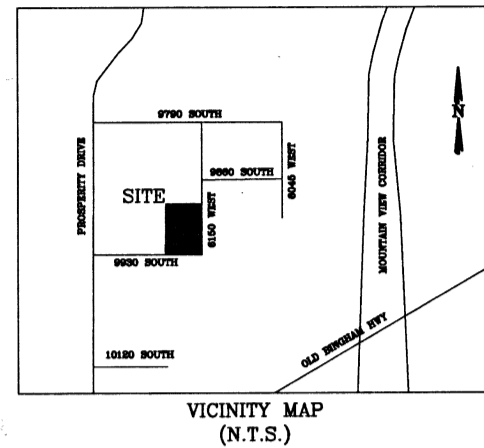 9790 SOUTH
PROSPERITY DRIVE
9860 SOUTH
6045 WEST
SITE
6150 WEST
MOUNTAIN VIEW CORRIDOR
N
9930 SOUTH
OLD BINGHAM HWY
10120 SOUTH
VICINITY MAP
(N.T.S.)